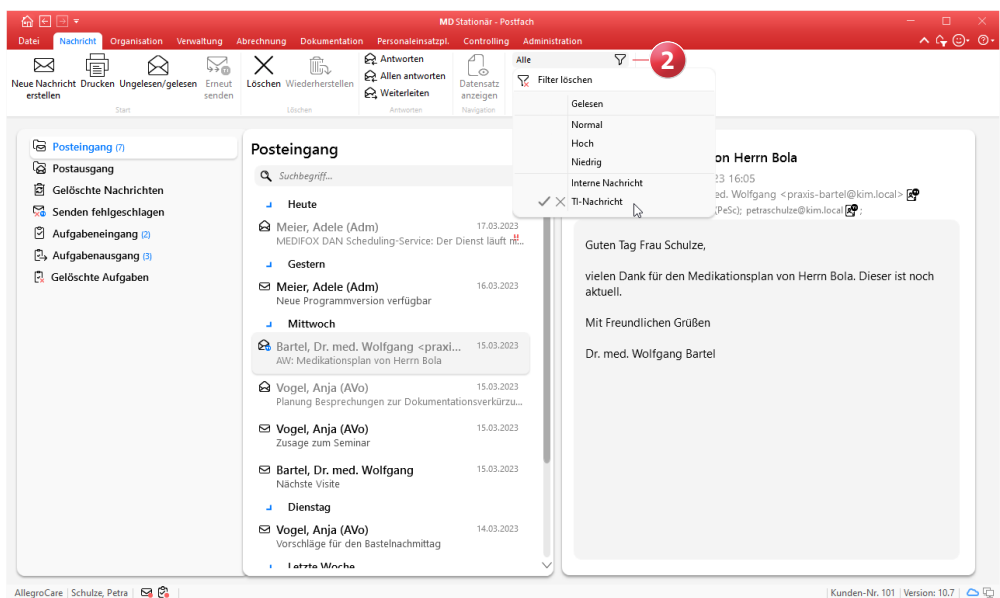 MD Stationär - Postfach
Datei Nachricht Organisation Verwaltung Abrechnung Dokumentation Personaleinsatzpl. Controlling Administration
Neue Nachricht erstellen
Drucken
Ungelesen/gelesen
Erneut senden
Start
Löschen
Wiederherstellen
Löschen
Antworten
Allen antworten
Weiterleiten
Antworten
Datensatz anzeigen
Navigation
Alle
2
Filter löschen
Gelesen
Normal
Hoch
Niedrig
Interne Nachricht
TI-Nachricht
Posteingang (7)
Postausgang
Gelöschte Nachrichten
Senden fehlgeschlagen
Aufgabeneingang (2)
Aufgabenausgang (3)
Gelöschte Aufgaben
Posteingang
Suchbegriff...
Heute
Meier, Adele (Adm) 17.03.2023
MEDIFOX DAN Scheduling-Service: Der Dienst läuft n...
Gestern
Meier, Adele (Adm) 16.03.2023
Neue Programmversion verfügbar
Mittwoch
Bartel, Dr. med. Wolfgang <praxi... 15.03.2023
AW: Medikationsplan von Herrn Bola
Vogel, Anja (AVo) 15.03.2023
Planung Besprechungen zur Dokumentationsverkürzu...
Vogel, Anja (AVo) 15.03.2023
Zusage zum Seminar
Bartel, Dr. med. Wolfgang 15.03.2023
Nächste Visite
Dienstag
Vogel, Anja (AVo) 14.03.2023
Vorschläge für den Bastelnachmittag
Letzte Woche
on Herrn Bola
23 16:05
ed. Wolfgang <praxis-bartel@kim.local>
(PeSc); petraschulze@kim.local ;
Guten Tag Frau Schulze,
vielen Dank für den Medikationsplan von Herrn Bola. Dieser ist noch
aktuell.
Mit Freundlichen Grüßen
Dr. med. Wolfgang Bartel
AllegroCare Schulze, Petra
Kunden-Nr. 101 Version: 10.7